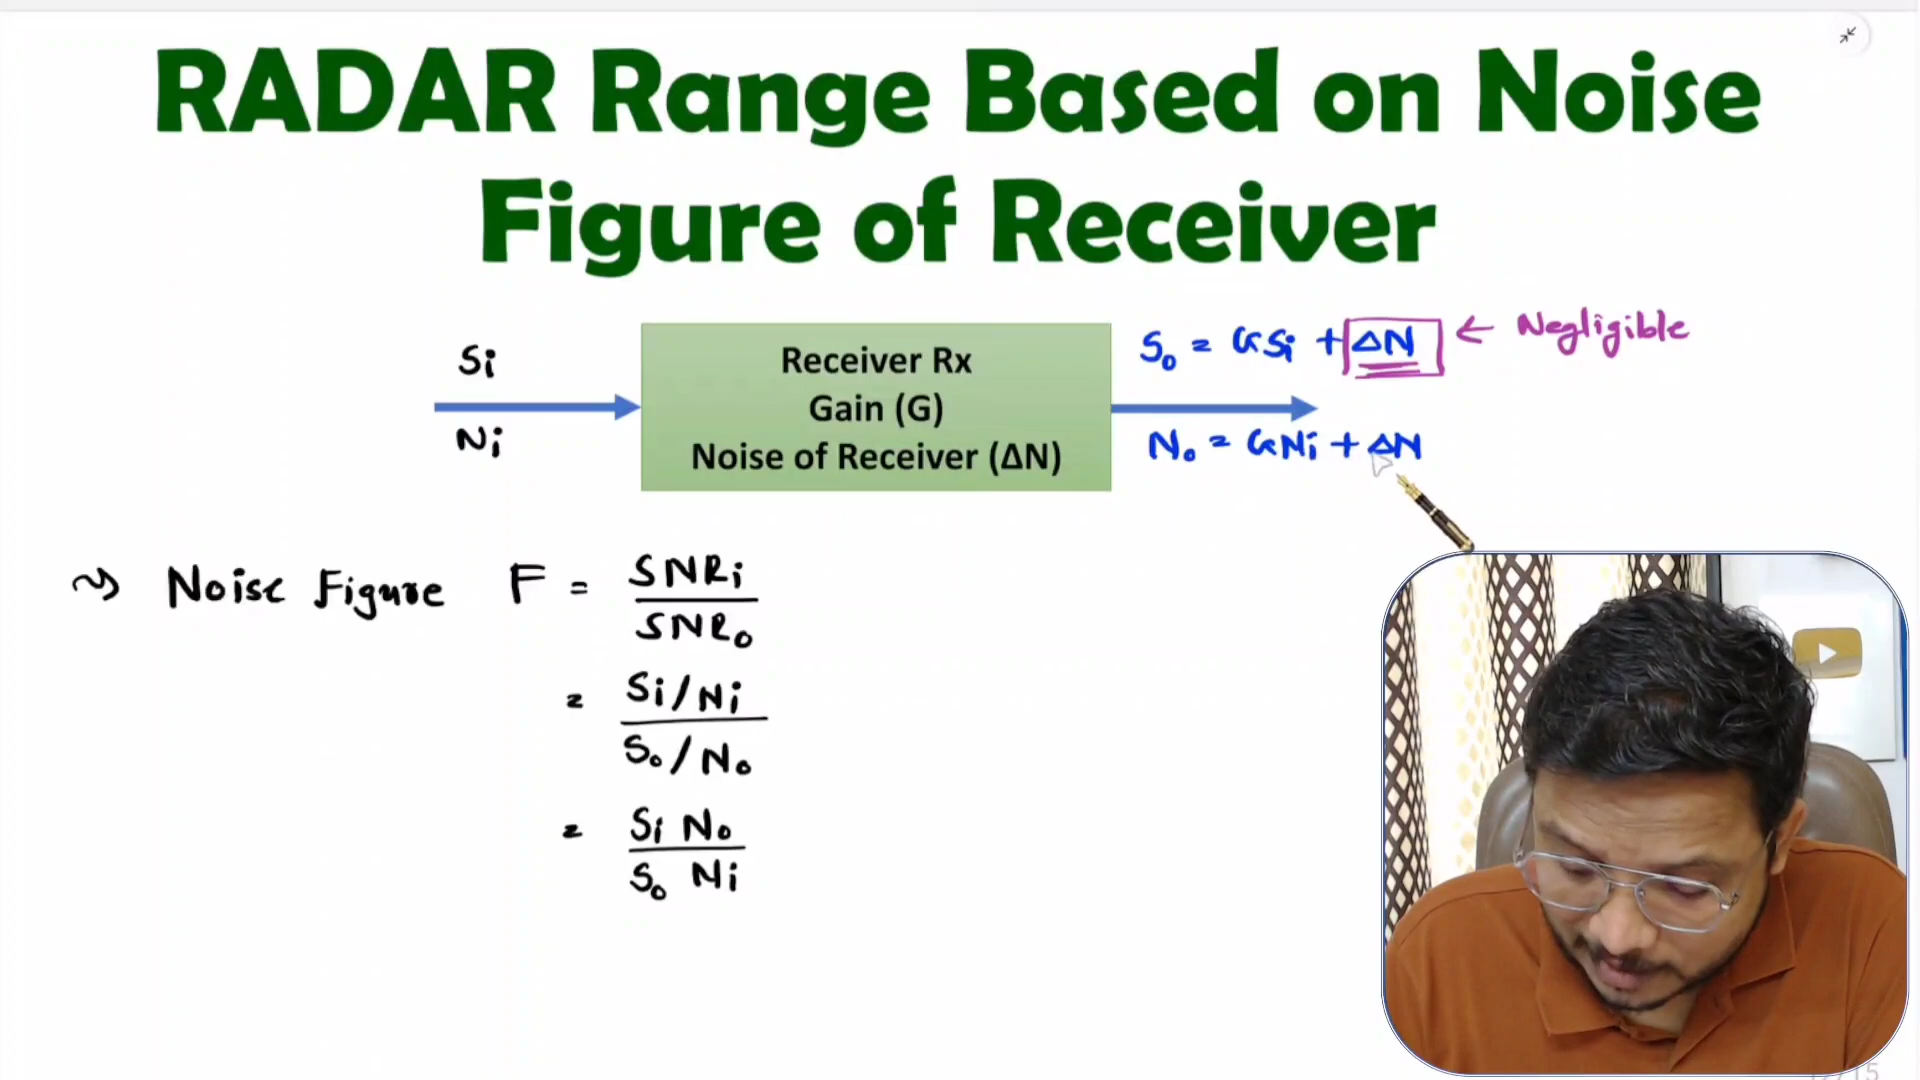 RADAR Range Based on Noise
Figure of Receiver
Si
Ni
Receiver Rx
Gain (G)
Noise of Receiver (ΔN)
So = GSi + ΔN ← Negligible
No = GNi + ΔN
Noise Figure F = SNRi / SNRo
= Si/Ni / So/No
= Si No / So Ni